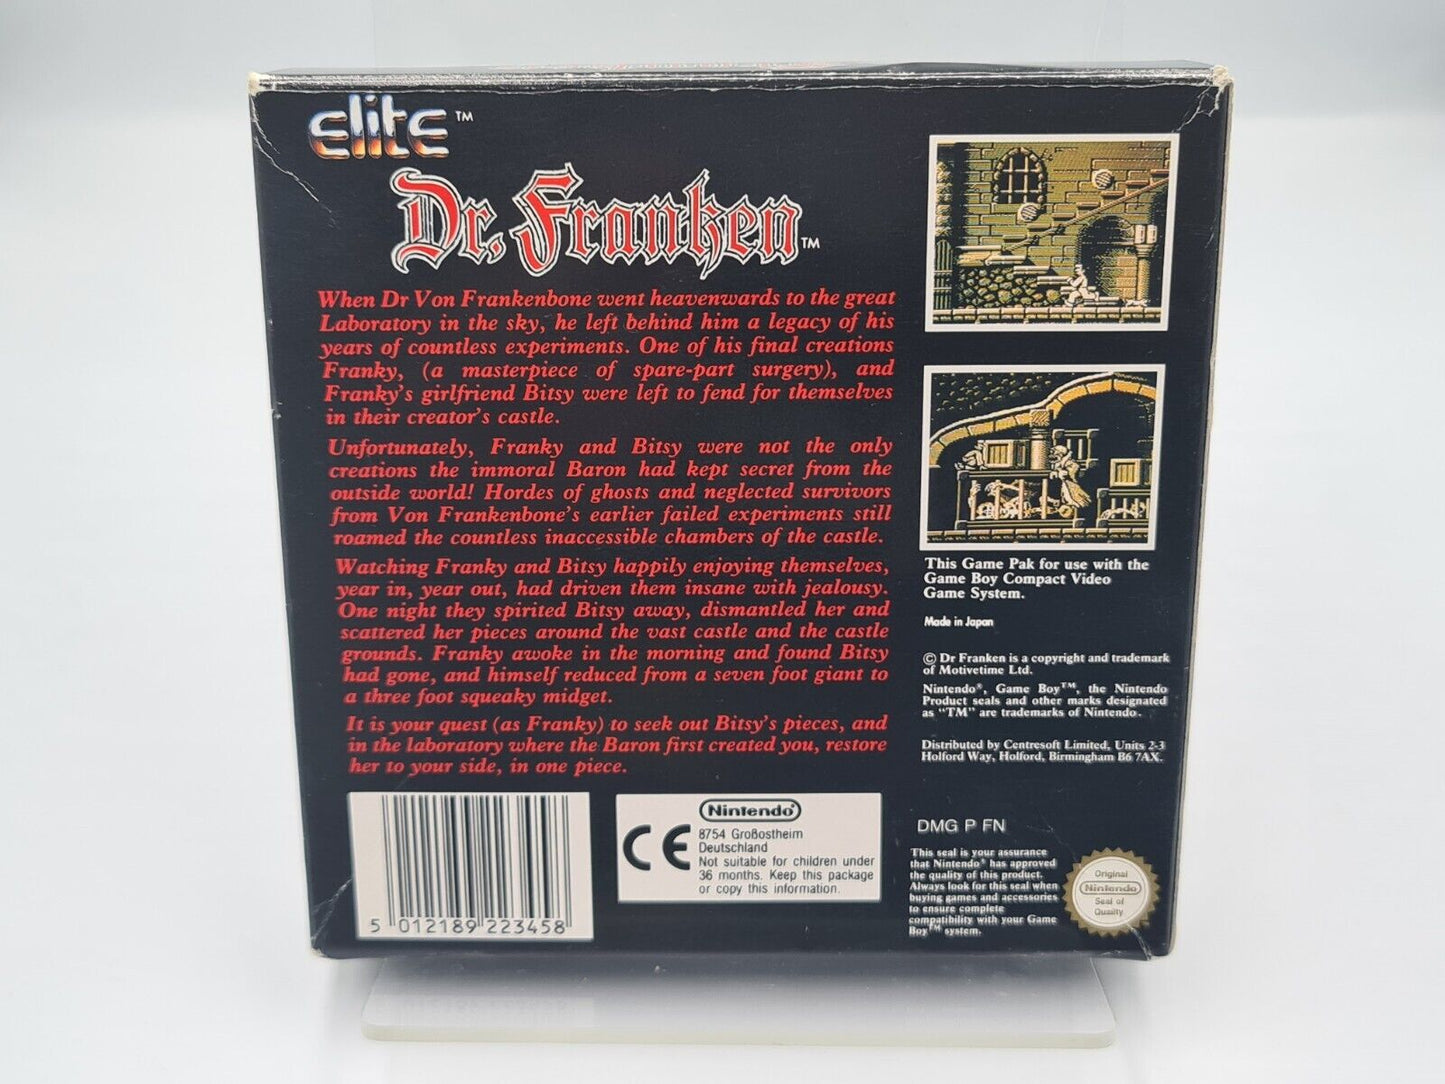 elite™
Dr. Franken™
When Dr Von Frankenbone went heavenwards to the great
Laboratory in the sky, he left behind him a legacy of his
years of countless experiments. One of his final creations
Franky, (a masterpiece of spare-part surgery), and
Franky's girlfriend Bitsy were left to fend for themselves
in their creator's castle.
Unfortunately, Franky and Bitsy were not the only
creations the immoral Baron had kept secret from the
outside world! Hordes of ghosts and neglected survivors
from Von Frankenbone's earlier failed experiments still
roamed the countless inaccessible chambers of the castle.
Watching Franky and Bitsy happily enjoying themselves,
year in, year out, had driven them insane with jealousy.
One night they spirited Bitsy away, dismantled her and
scattered her pieces around the vast castle and the castle
grounds. Franky awoke in the morning and found Bitsy
had gone, and himself reduced from a seven foot giant to
a three foot squeaky midget.
It is your quest (as Franky) to seek out Bitsy's pieces, and
in the laboratory where the Baron first created you, restore
her to your side, in one piece.
This Game Pak for use with the
Game Boy Compact Video
Game System.
Made in Japan
© Dr Franken is a copyright and trademark
of Motivetime Ltd.
Nintendo®, Game Boy™, the Nintendo
Product seals and other marks designated
as “TM” are trademarks of Nintendo.
Distributed by Centresoft Limited, Units 2-3
Holford Way, Holford, Birmingham B6 7AX.
5 012189 223458
CE
Nintendo®
8754 Großostheim
Deutschland
Not suitable for children under
36 months. Keep this package
or copy this information.
DMG P FN
This seal is your assurance
that Nintendo® has approved
the quality of this product.
Always look for this seal when
buying games and accessories
to ensure complete
compatibility with your Game
Boy™ system.
Original
Nintendo
Seal of
Quality